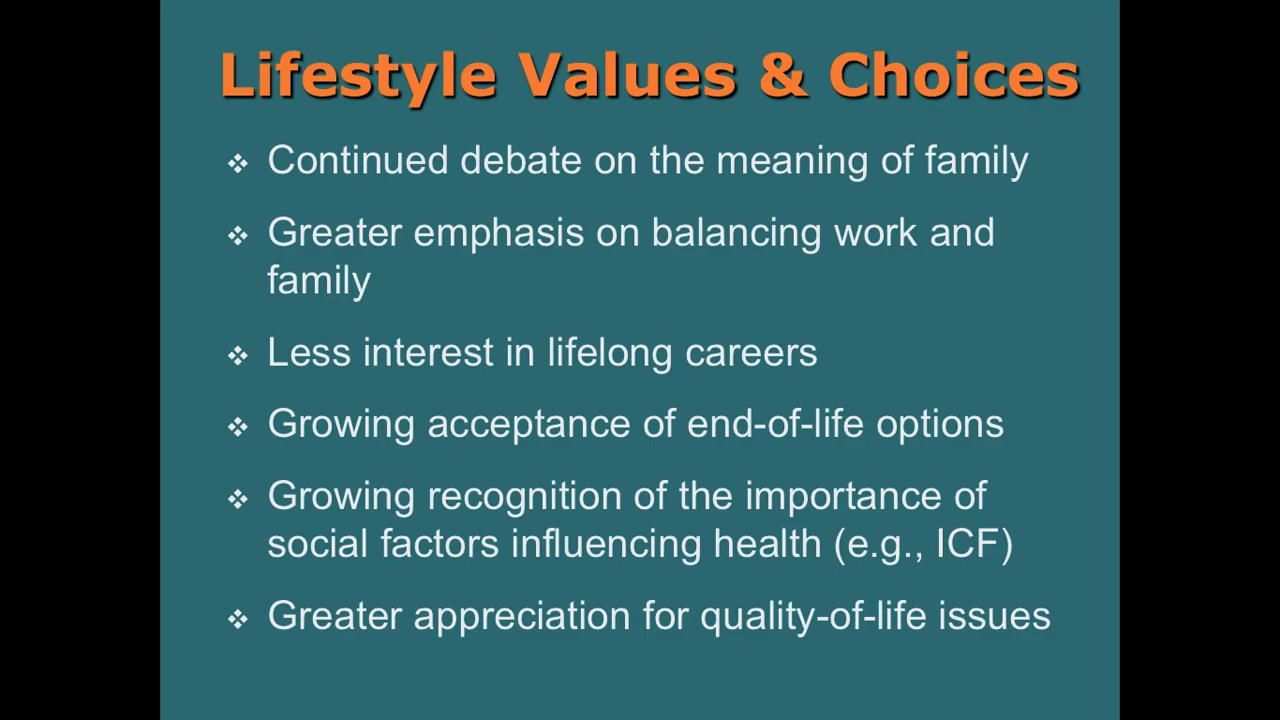 Lifestyle Values & Choices
❖ Continued debate on the meaning of family
❖ Greater emphasis on balancing work and
family
❖ Less interest in lifelong careers
❖ Growing acceptance of end-of-life options
❖ Growing recognition of the importance of
social factors influencing health (e.g., ICF)
❖ Greater appreciation for quality-of-life issues